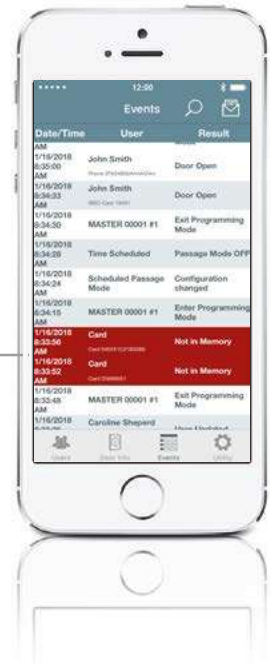 12:00
Events
Date/Time User Result
AM
1/16/2018
8:35:00
AM
John Smith
Door Open
1/16/2018
8:34:33
AM
John Smith
Door Open
1/16/2018
8:34:30
AM
MASTER 00001 #1
Exit Programming
Mode
1/16/2018
8:34:28
AM
Time Scheduled
Passage Mode OFF
1/16/2018
8:34:24
AM
Scheduled Passage
Mode
Configuration
changed
1/16/2018
8:34:15
AM
MASTER 00001 #1
Enter Programming
Mode
1/16/2018
8:33:56
AM
Card
Not in Memory
1/16/2018
8:33:52
AM
Card
Not in Memory
1/16/2018
8:33:48
AM
MASTER 00001 #1
Exit Programming
Mode
1/16/2018
Caroline Sheperd
User Updated
Users
Door Info
Events
Utility